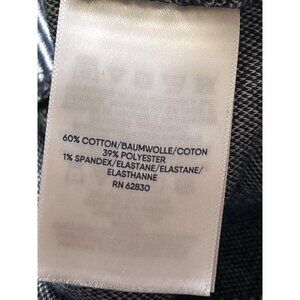 60% COTTON/BAUMWOLLE/COTON
39% POLYESTER
1% SPANDEX/ELASTANE/ELASTANE/
ELASTHANNE
RN 62830